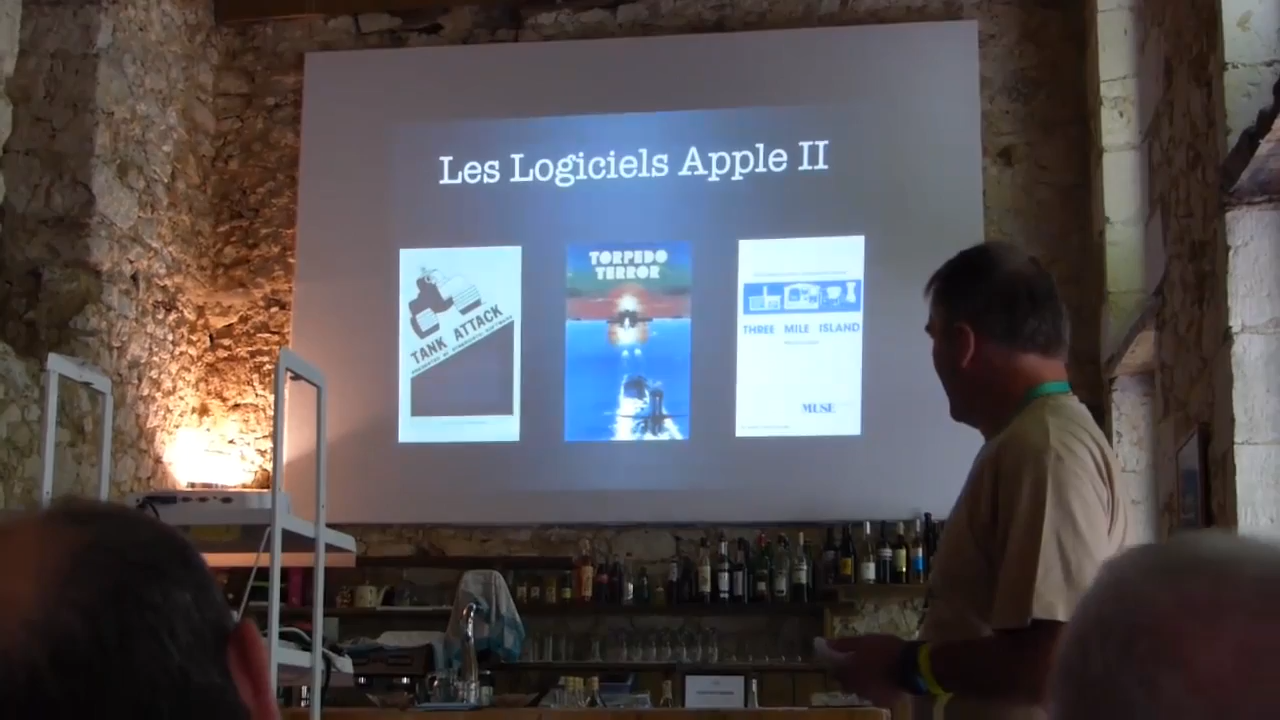 Les Logiciels Apple II
TANK ATTACK
TORPEDO
TERROR
THREE MILE ISLAND
MUSE